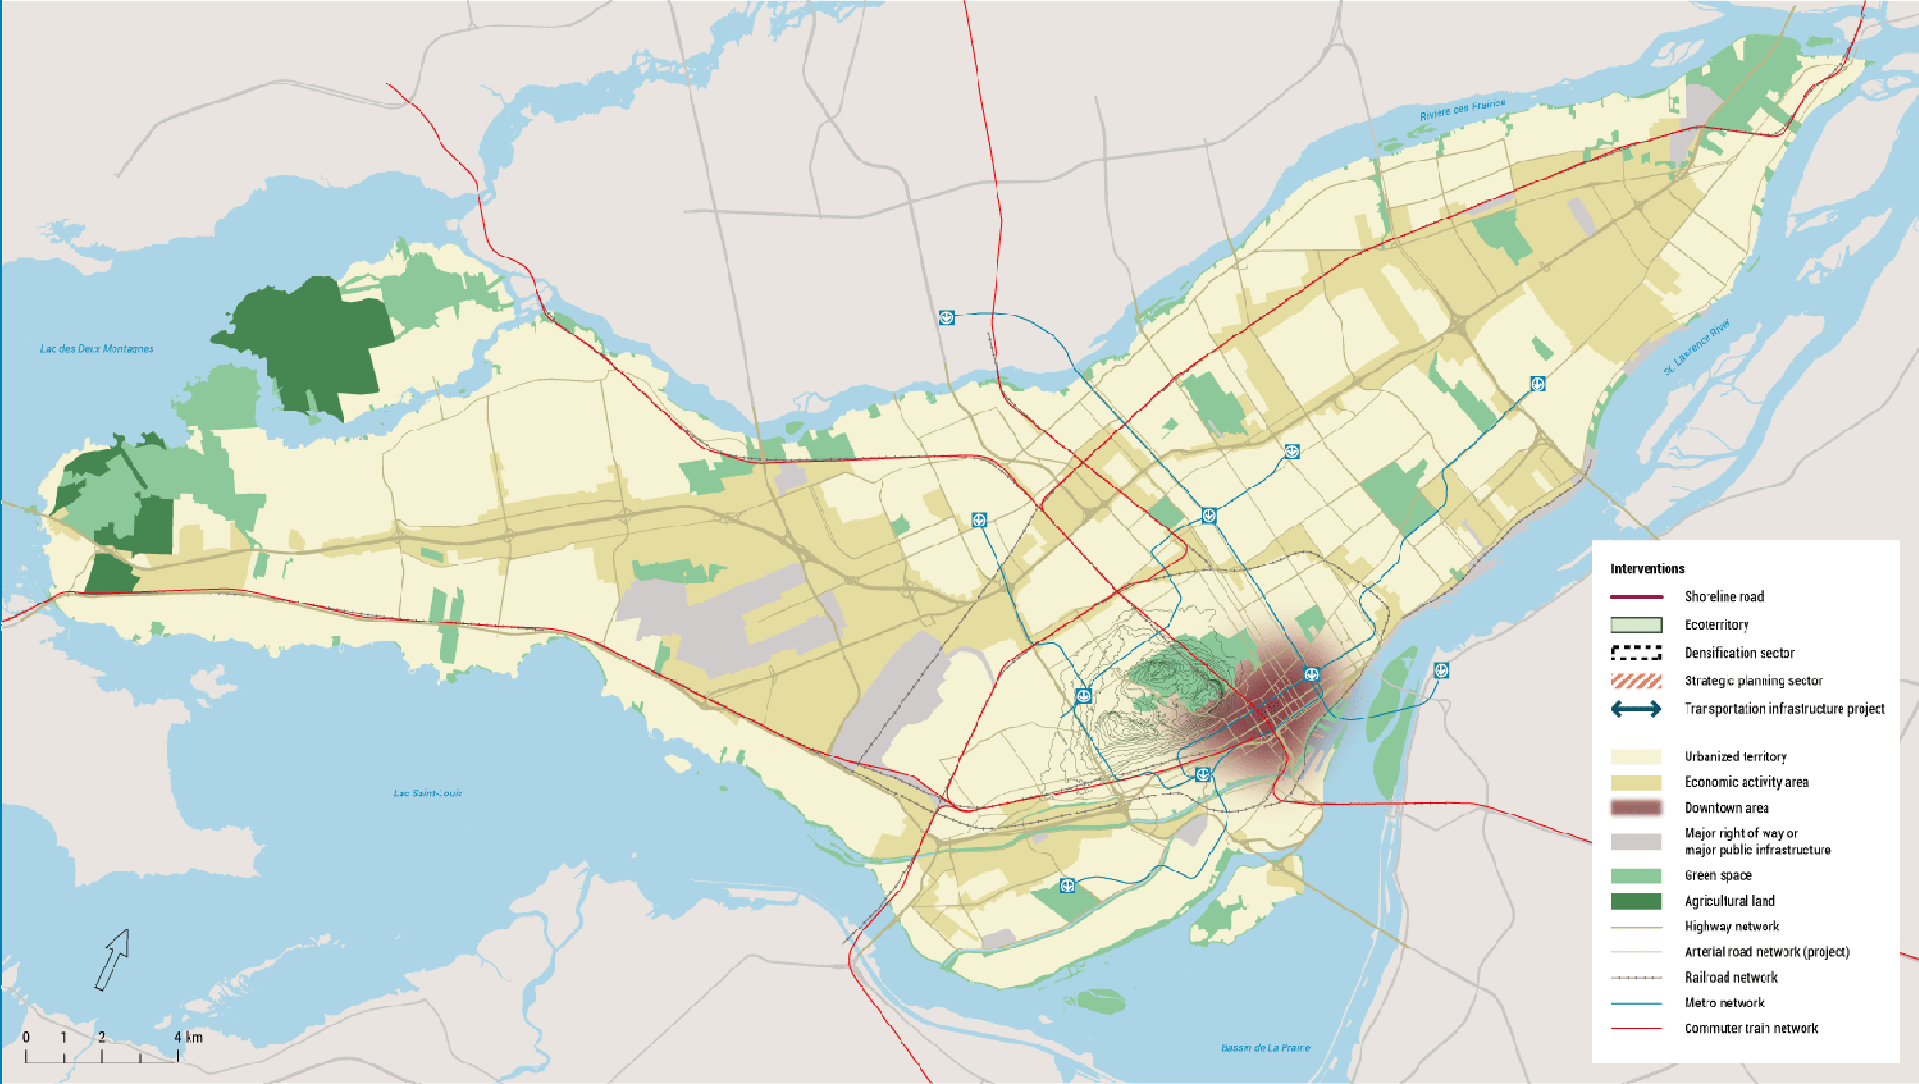 Rivière des Prairies
Lac des Deux Montagnes
St. Lawrence River
Lac Saint-Louis
Bassin de La Prairie
0 1 2 4 km
Interventions
Shoreline road
Ecoterritory
Densification sector
Strategic planning sector
Transportation infrastructure project
Urbanized territory
Economic activity area
Downtown area
Major right of way or
major public infrastructure
Green space
Agricultural land
Highway network
Arterial road network (project)
Railroad network
Metro network
Commuter train network